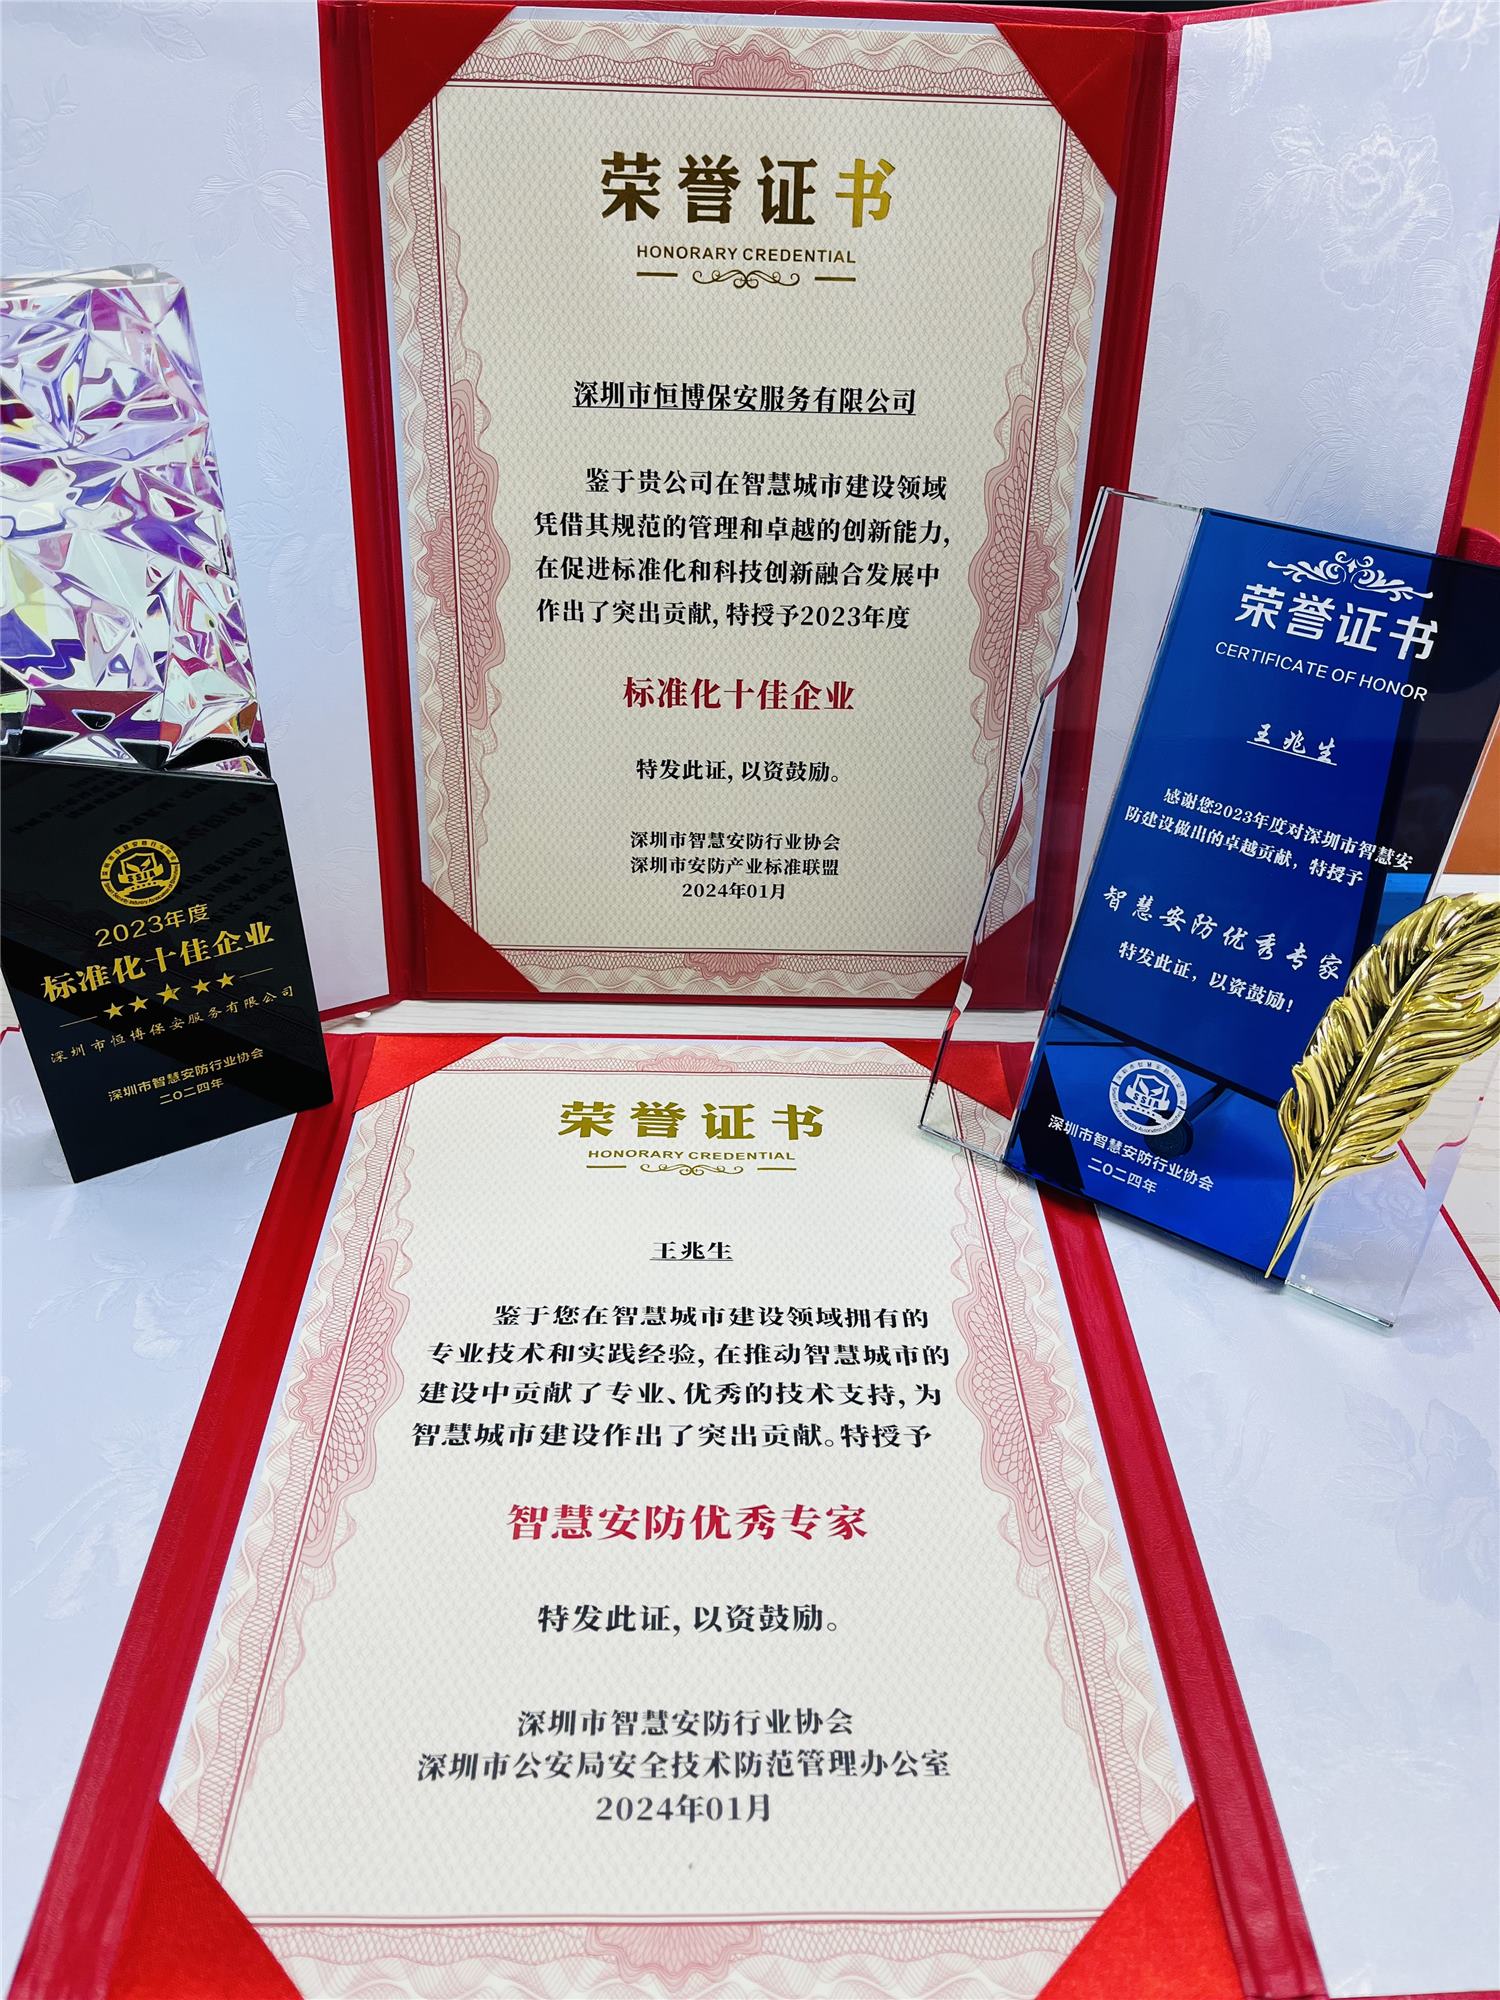 荣誉证书
HONORARY CREDENTIAL
深圳市恒博保安服务有限公司
鉴于贵公司在智慧城市建设领域
凭借其规范的管理和卓越的创新能力,
在促进标准化和科技创新融合发展中
作出了突出贡献,特授予2023年度
标准化十佳企业
特发此证,以资鼓励。
深圳市智慧安防行业协会
深圳市安防产业标准联盟
2024年01月
SSIA
2023年度
标准化十佳企业
深圳市恒博保安服务有限公司
深圳市智慧安防行业协会
二〇二四年
荣誉证书
CERTIFICATE OF HONOR
王兆生
感谢您2023年度对深圳市智慧安
防建设做出的卓越贡献，特授予
智慧安防优秀专家
特发此证，以资鼓励!
SSIA
深圳市智慧安防行业协会
二〇二四年
荣誉证书
HONORARY CREDENTIAL
王兆生
鉴于您在智慧城市建设领域拥有的
专业技术和实践经验,在推动智慧城市的
建设中贡献了专业、优秀的技术支持,为
智慧城市建设作出了突出贡献。特授予
智慧安防优秀专家
特发此证,以资鼓励。
深圳市智慧安防行业协会
深圳市公安局安全技术防范管理办公室
2024年01月